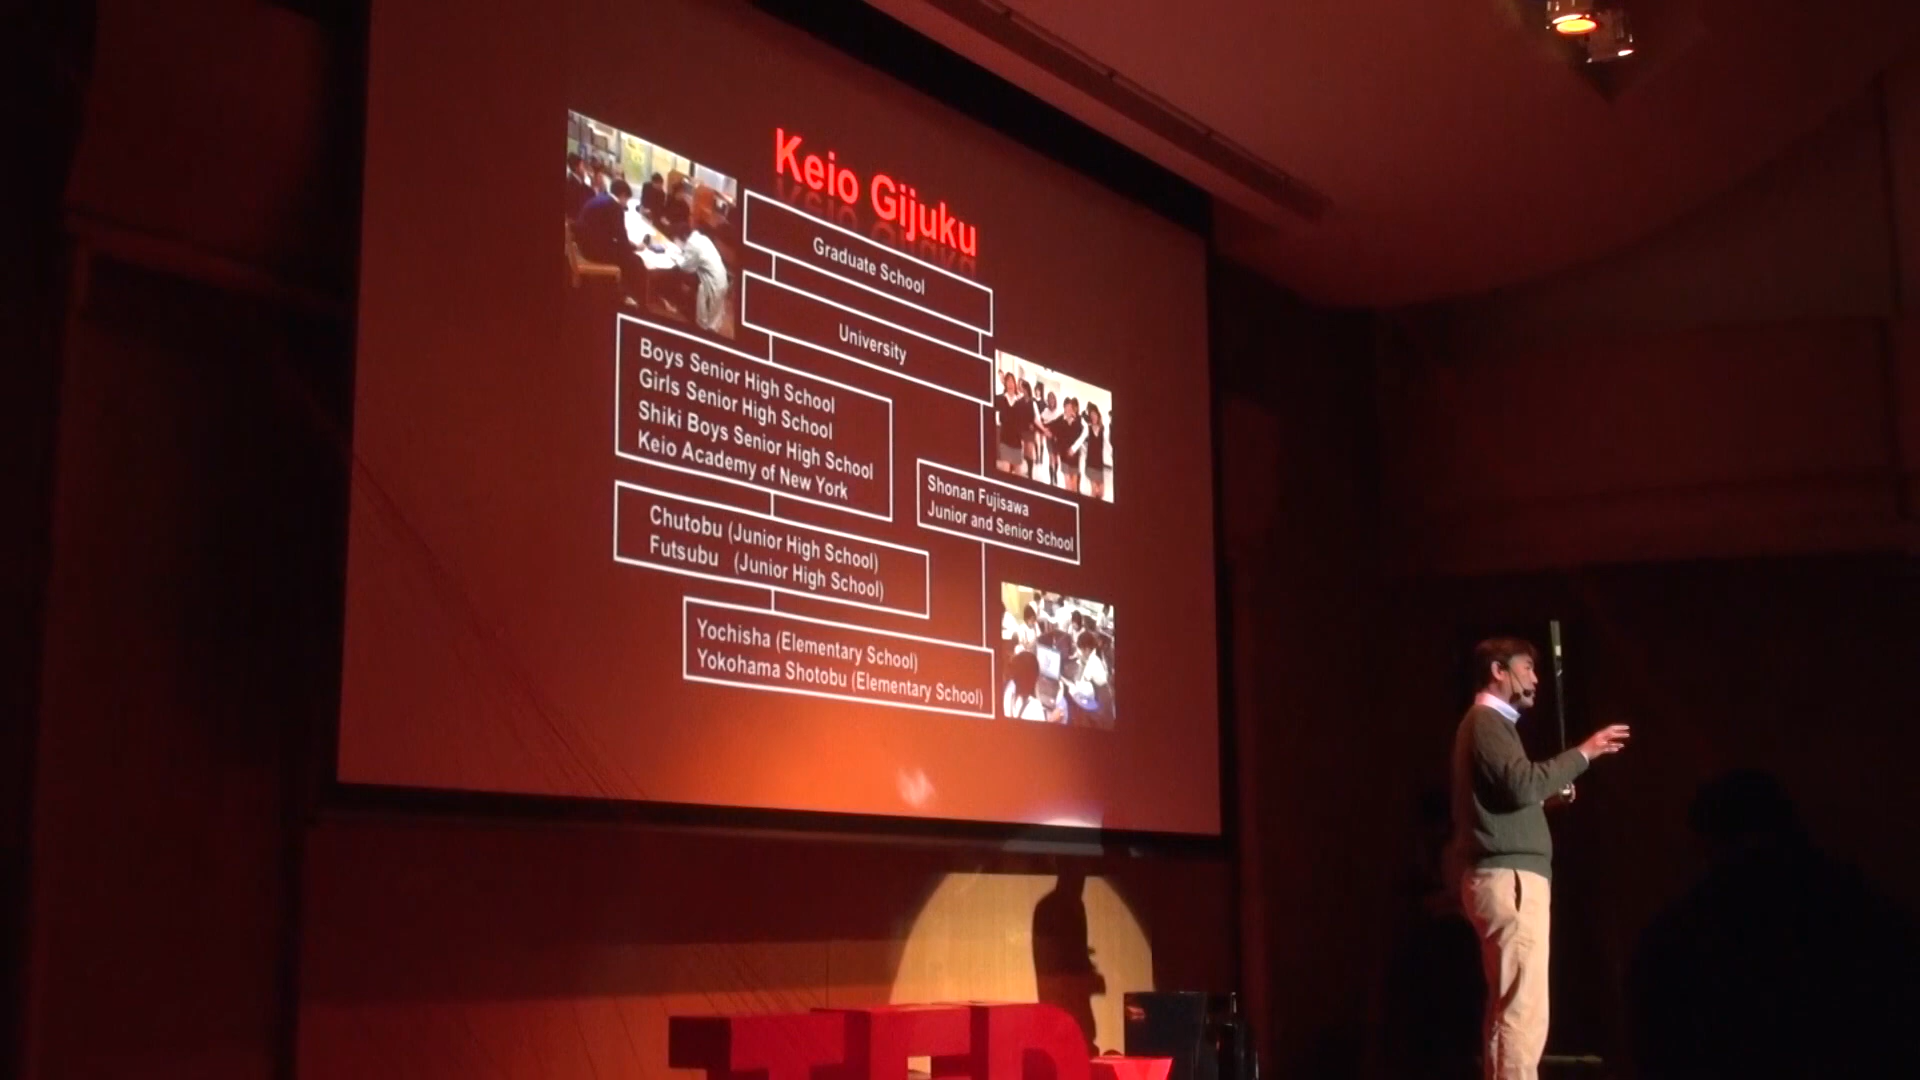 Keio Gijuku
Graduate School
University
Boys Senior High School
Girls Senior High School
Shiki Boys Senior High School
Keio Academy of New York
Shonan Fujisawa
Junior and Senior School
Chutobu (Junior High School)
Futsubu (Junior High School)
Yochisha (Elementary School)
Yokohama Shotobu (Elementary School)
TEDx